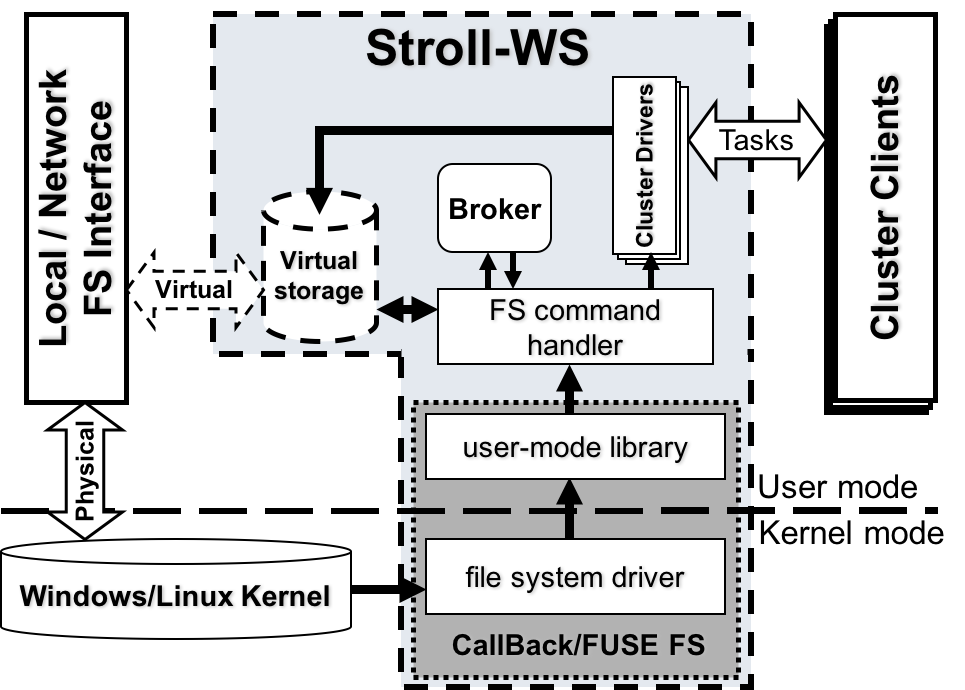 Stroll-WS
Local / Network
FS Interface
Cluster Drivers
Tasks
Cluster Clients
Broker
Virtual
storage
Virtual
FS command
handler
Physical
user-mode library
User mode
Kernel mode
Windows/Linux Kernel
file system driver
CallBack/FUSE FS